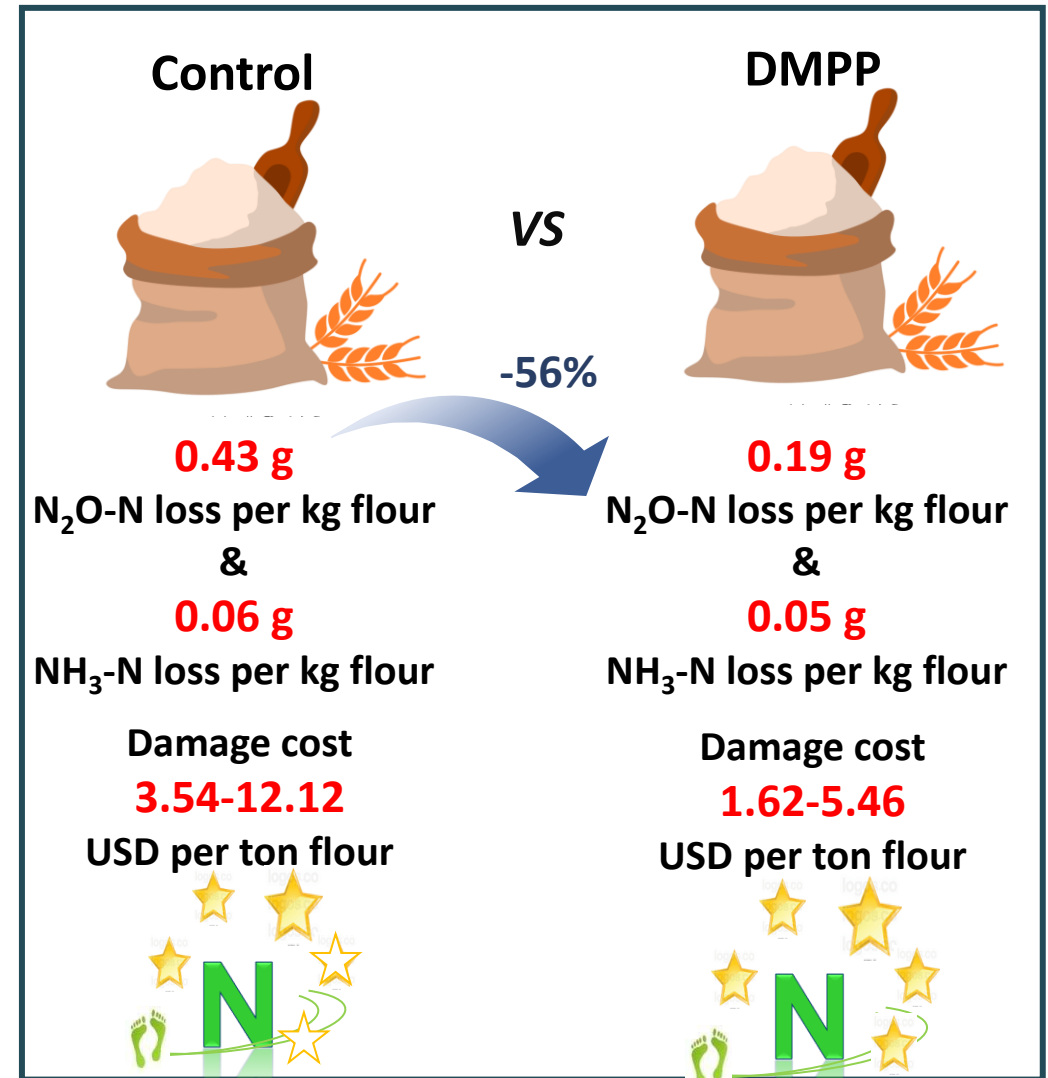 Control
DMPP
VS
-56%
0.43 g
N₂O-N loss per kg flour
&
0.06 g
NH₃-N loss per kg flour
Damage cost
3.54-12.12
USD per ton flour
N
0.19 g
N₂O-N loss per kg flour
&
0.05 g
NH₃-N loss per kg flour
Damage cost
1.62-5.46
USD per ton flour
N